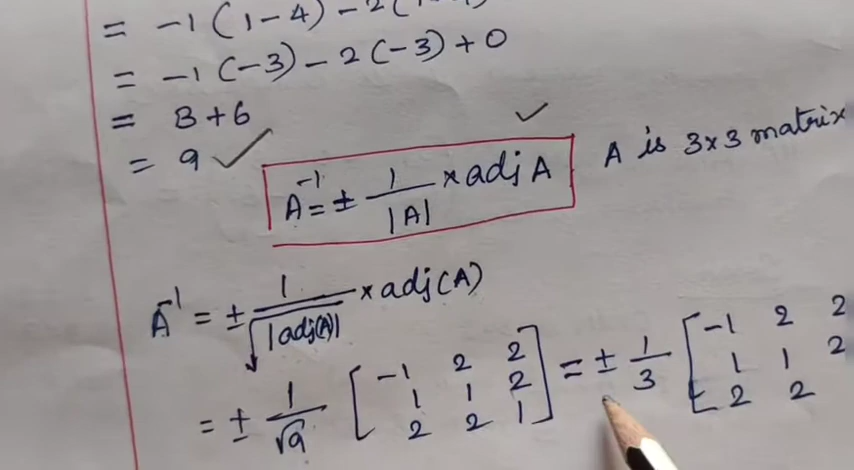 = -1(1-4) - 2(
= -1(-3) - 2(-3) + 0
= 3+6
= 9 ✓
A⁻¹ = ± 1/|A| × adj A ✓ A is 3×3 matrix
A⁻¹ = ± 1/√|adj(A)| × adj(A)
= ± 1/√9 [-1 2 2
1 1 2
2 2 1] = ± 1/3 [-1 2 2
1 1 2
2 2